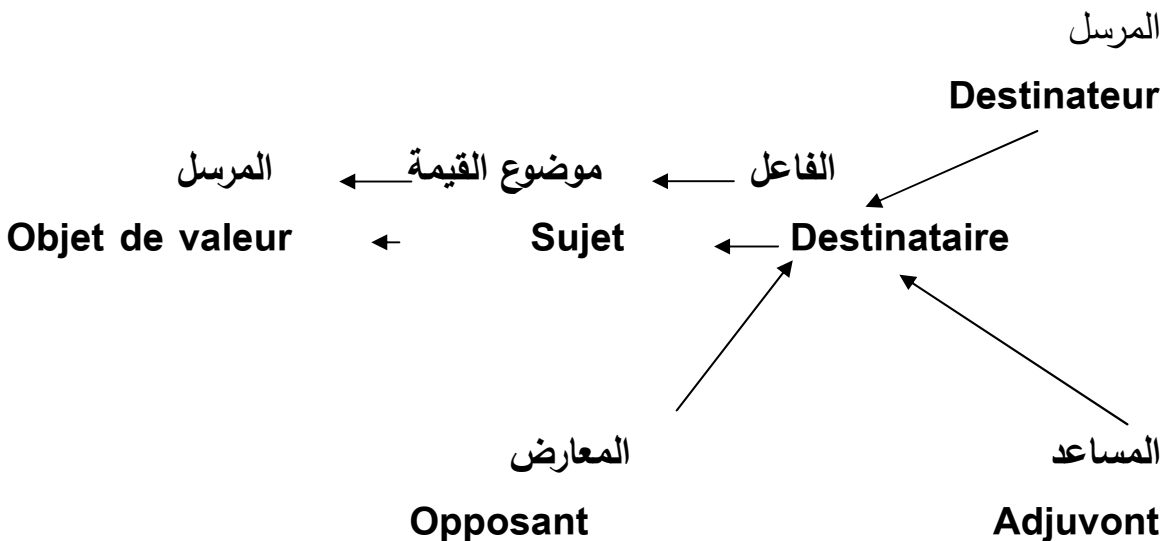 المرسل
Destinateur
الفاعل موضوع القيمة المرسل
Objet de valeur Sujet Destinataire
المعارض المساعد
Opposant Adjuvont